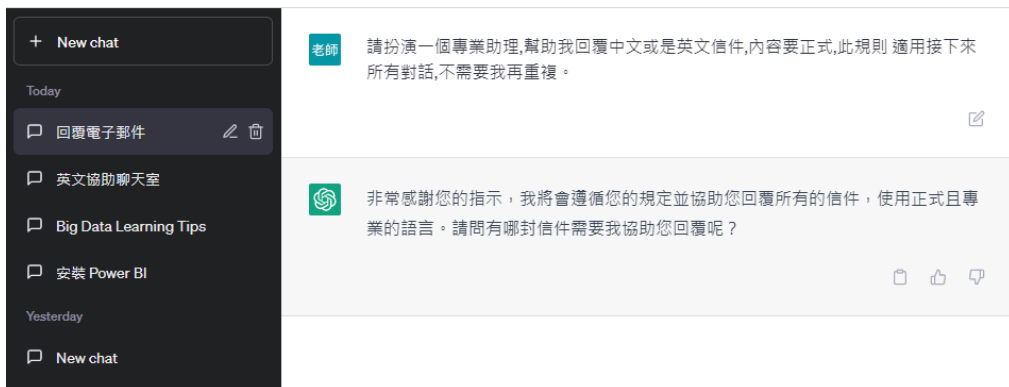 + New chat
Today
回覆電子郵件
英文協助聊天室
Big Data Learning Tips
安裝 Power BI
Yesterday
New chat
老師
請扮演一個專業助理,幫助我回覆中文或是英文信件,內容要正式,此規則 適用接下來
所有對話,不需要我再重複。
非常感謝您的指示，我將會遵循您的規定並協助您回覆所有的信件，使用正式且專
業的語言。請問有哪封信件需要我協助您回覆呢？